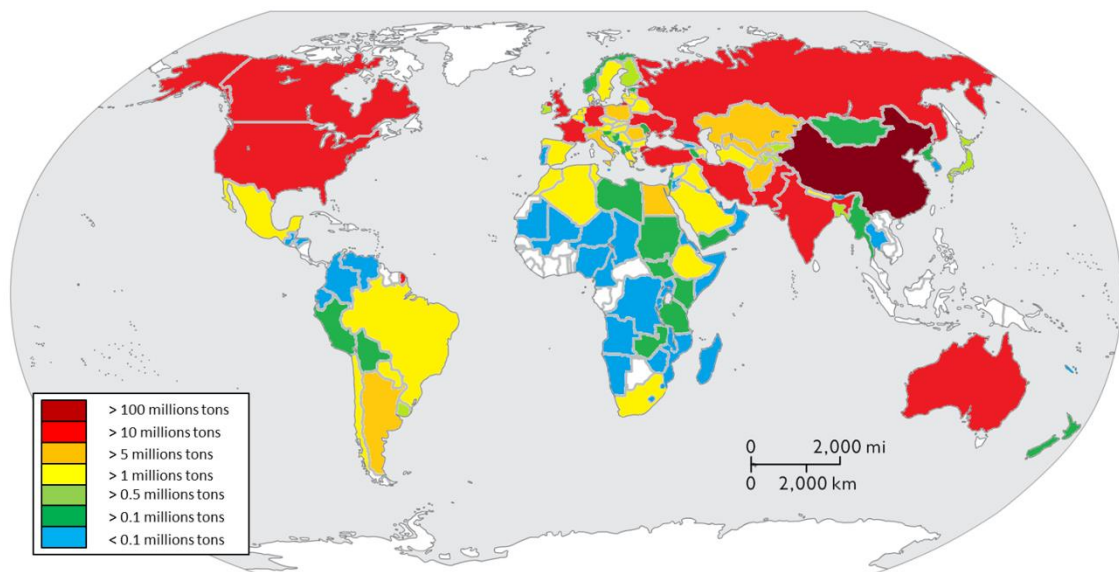 > 100 millions tons
> 10 millions tons
> 5 millions tons
> 1 millions tons
> 0.5 millions tons
> 0.1 millions tons
< 0.1 millions tons
0 2,000 mi
0 2,000 km